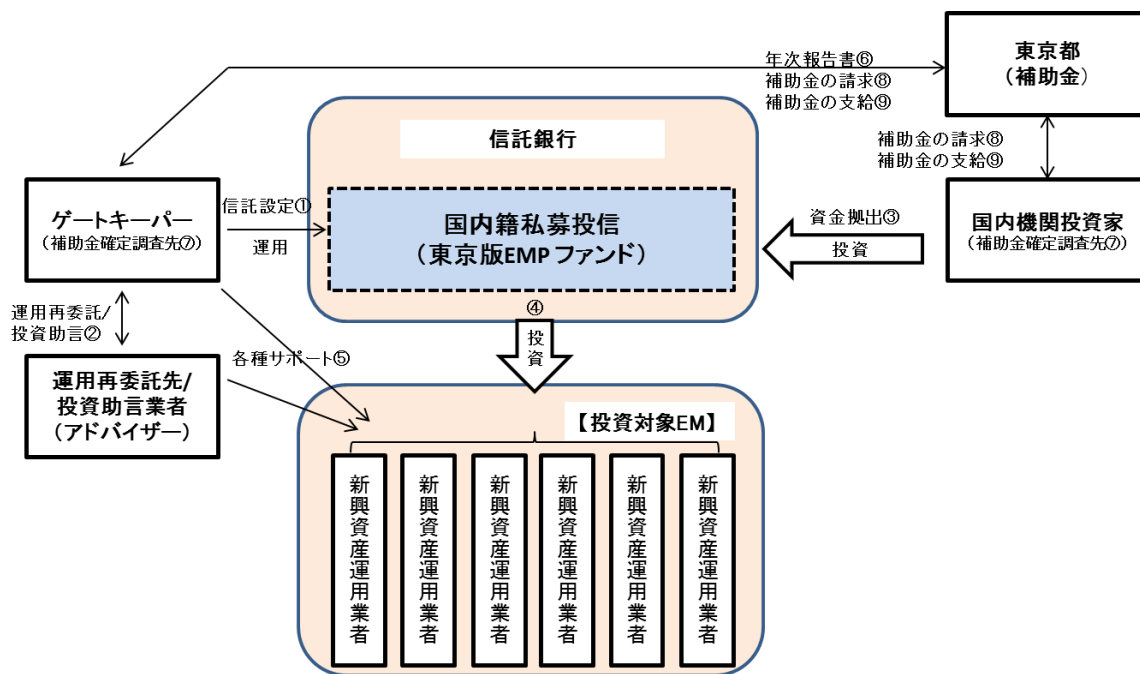 年次報告書⑥
補助金の請求⑧
補助金の支給⑨
東京都
（補助金）
補助金の請求⑧
補助金の支給⑨
信託銀行
ゲートキーパー
（補助金確定調査先⑦）
信託設定①
運用
国内籍私募投信
（東京版EMP ファンド）
資金拠出③
投資
国内機関投資家
（補助金確定調査先⑦）
運用再委託/
投資助言②
④
投資
各種サポート⑤
運用再委託先/
投資助言業者
（アドバイザー）
【投資対象EM】
新興資産運用業者
新興資産運用業者
新興資産運用業者
新興資産運用業者
新興資産運用業者
新興資産運用業者